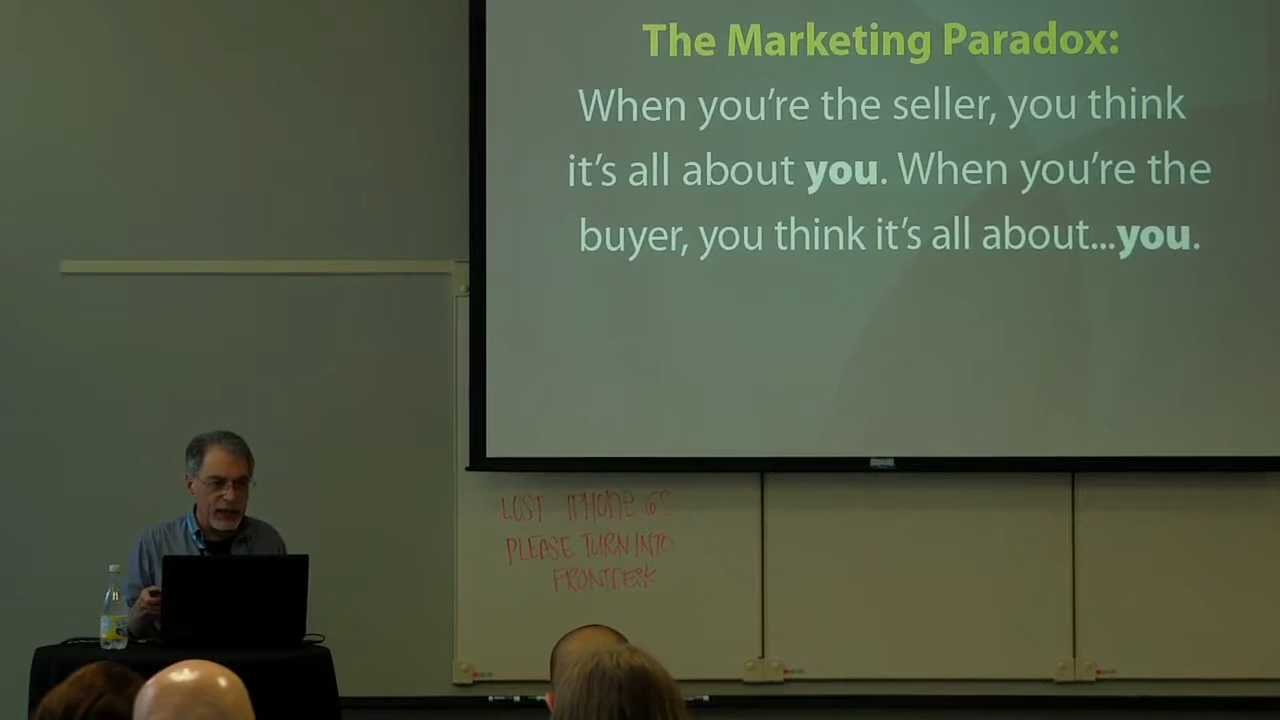 The Marketing Paradox:
When you're the seller, you think
it's all about you. When you're the
buyer, you think it's all about...you.
LOST IPHONE 6S
PLEASE TURN INTO
FRONTDESK